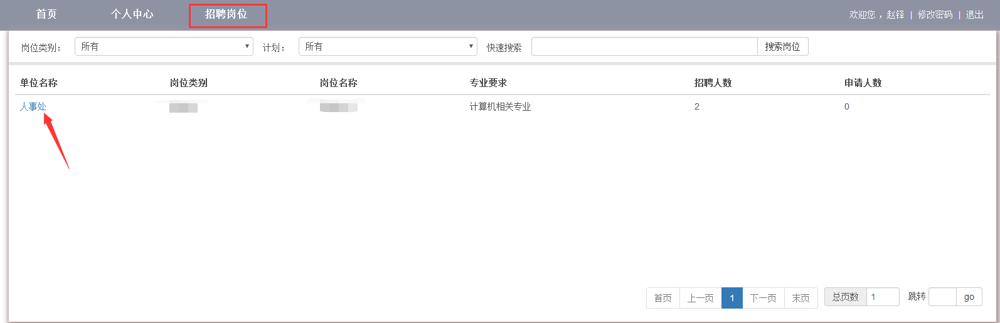 首页 个人中心 招聘岗位 欢迎您，赵铎 | 修改密码 | 退出
岗位类别： 所有 计划： 所有 快速搜索 搜索岗位
单位名称 岗位类别 岗位名称 专业要求 招聘人数 申请人数
人事处 计算机相关专业 2 0
首页 上一页 1 下一页 末页 总页数 1 跳转 go